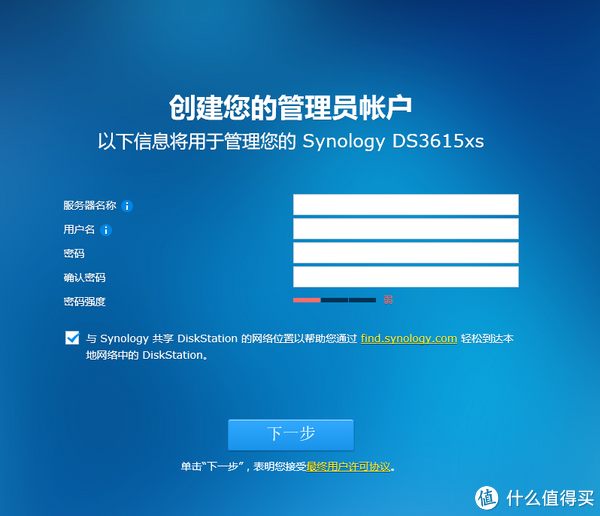 创建您的管理员帐户
以下信息将用于管理您的 Synology DS3615xs
服务器名称
用户名
密码
确认密码
密码强度 弱
与 Synology 共享 DiskStation 的网络位置以帮助您通过 find.synology.com 轻松到达本
地网络中的 DiskStation。
下一步
单击“下一步”，表明您接受最终用户许可协议。
值 什么值得买